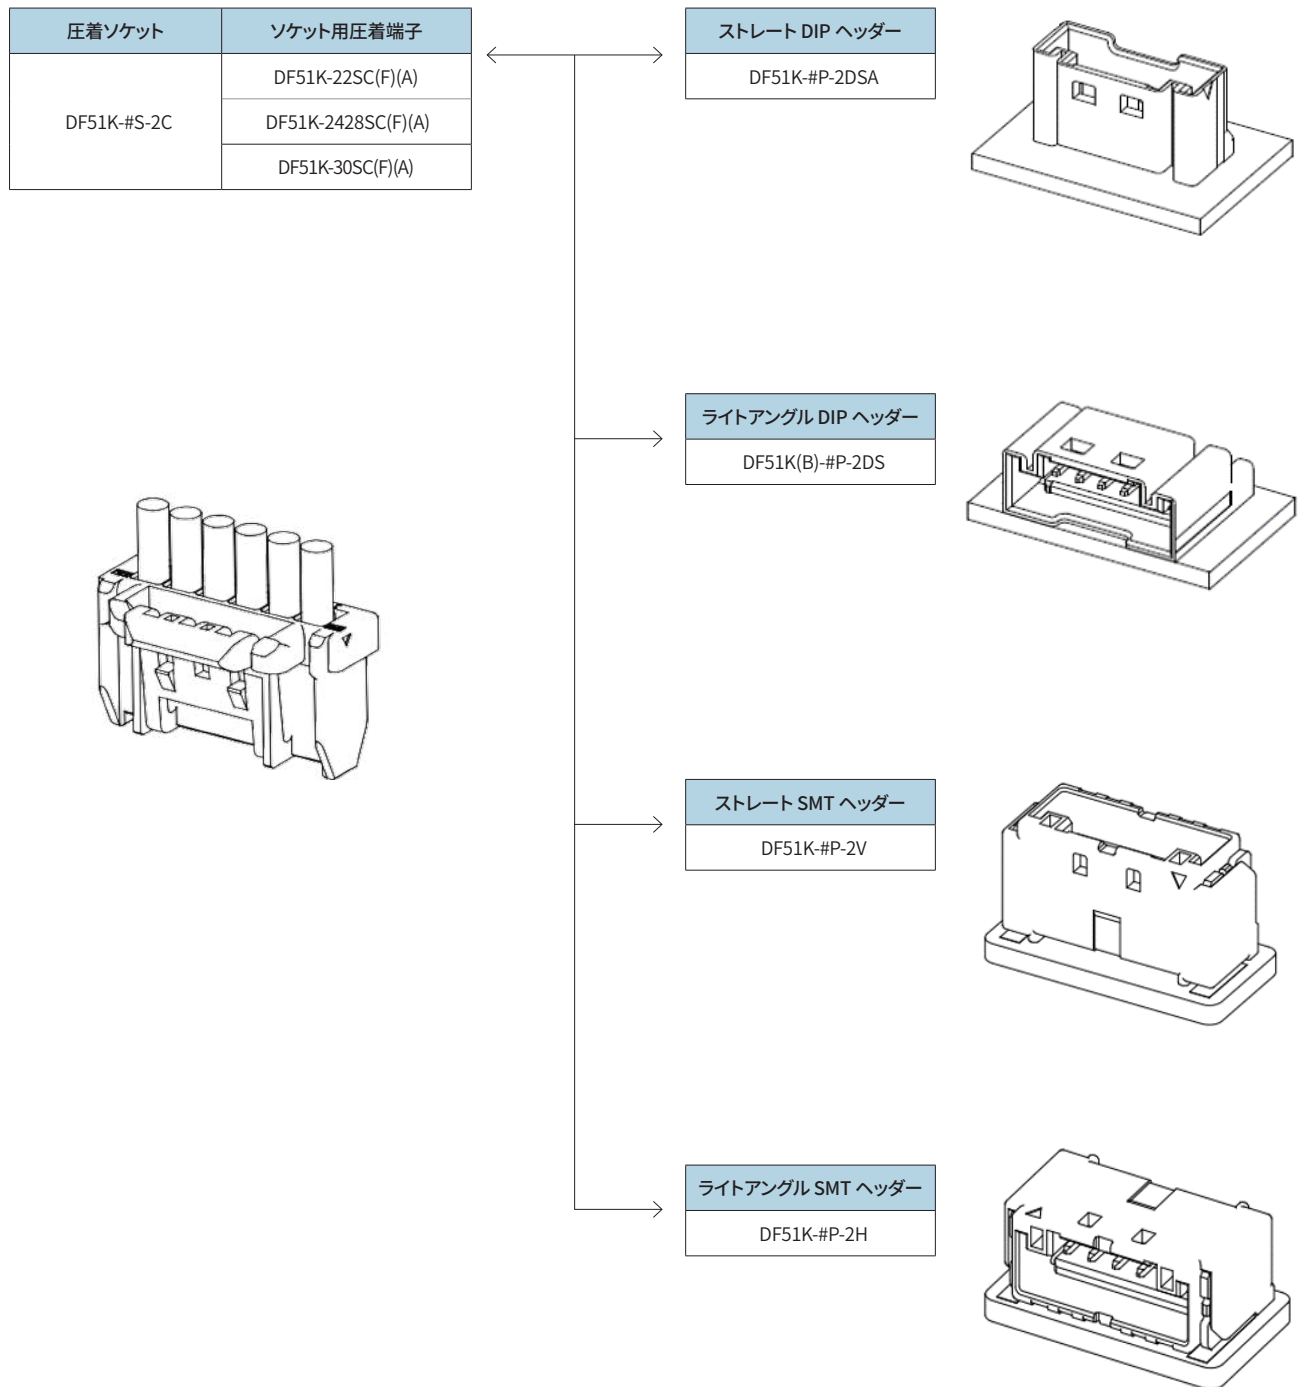 圧着ソケット
ソケット用圧着端子
DF51K-#S-2C
DF51K-22SC(F)(A)
DF51K-2428SC(F)(A)
DF51K-30SC(F)(A)
ストレート DIP ヘッダー
DF51K-#P-2DSA
ライトアングル DIP ヘッダー
DF51K(B)-#P-2DS
ストレート SMT ヘッダー
DF51K-#P-2V
ライトアングル SMT ヘッダー
DF51K-#P-2H